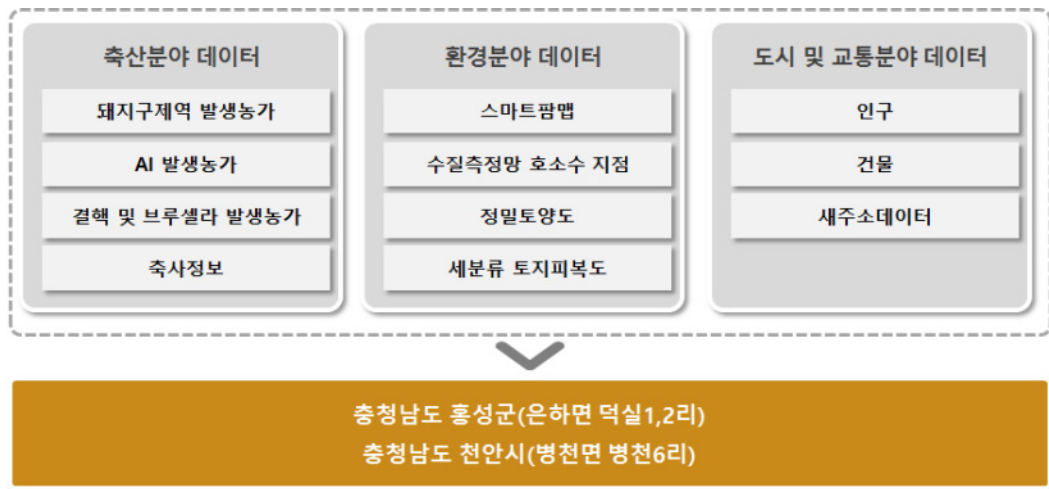 축산분야 데이터
돼지구제역 발생농가
AI 발생농가
결핵 및 브루셀라 발생농가
축사정보
환경분야 데이터
스마트팜맵
수질측정망 호소수 지점
정밀토양도
세분류 토지피복도
도시 및 교통분야 데이터
인구
건물
새주소데이터
충청남도 홍성군(은하면 덕실1,2리)
충청남도 천안시(병천면 병천6리)